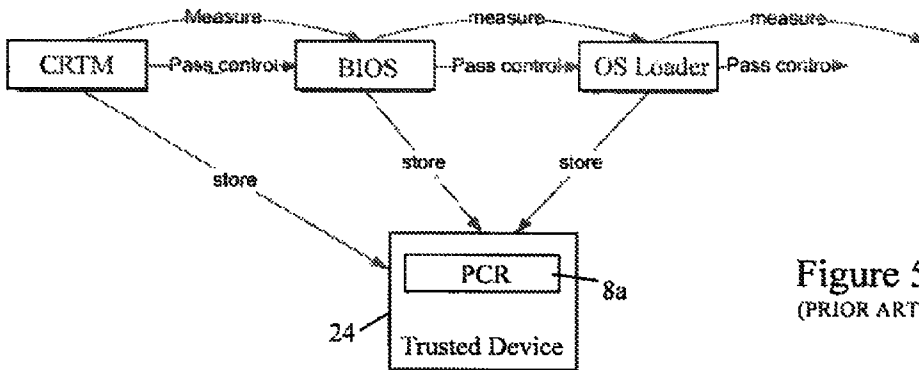 Measure
measure
measure
CRTM
Pass control
BIOS
Pass control
OS Loader
Pass control
store
store
store
PCR
8a
24
Trusted Device
Figure 5
(PRIOR ART